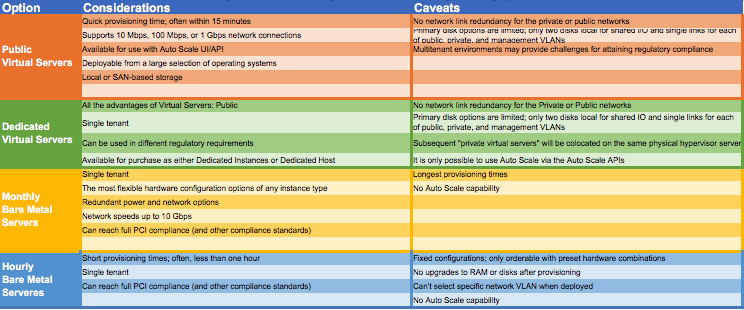 Option Considerations Caveats
Public
Virtual Servers
Quick provisioning time; often within 15 minutes
No network link redundancy for the private or public networks
Supports 10 Mbps, 100 Mbps, or 1 Gbps network connections
Primary disk options are limited; only two disks local for shared I/O and single links for each
of public, private, and management VLANs
Available for use with Auto Scale UI/API
Multitenant environments may provide challenges for attaining regulatory compliance
Deployable from a large selection of operating systems
Local or SAN-based storage
Dedicated
Virtual Servers
All the advantages of Virtual Servers: Public
No network link redundancy for the Private or Public networks
Single tenant
Primary disk options are limited; only two disks local for shared IO and single links for each
of public, private, and management VLANs
Can be used in different regulatory requirements
Subsequent "private virtual servers" will be colocated on the same physical hypervisor server
Available for purchase as either Dedicated Instances or Dedicated Host
It is only possible to use Auto Scale via the Auto Scale APIs
Monthly
Bare Metal
Servers
Single tenant
Longest provisioning times
The most flexible hardware configuration options of any instance type
No Auto Scale capability
Redundant power and network options
Network speeds up to 10 Gbps
Can reach full PCI compliance (and other compliance standards)
Hourly
Bare Metal
Serveres
Short provisioning times; often, less than one hour
Fixed configurations; only orderable with preset hardware combinations
Single tenant
No upgrades to RAM or disks after provisioning
Can reach full PCI compliance (and other compliance standards)
Can't select specific network VLAN when deployed
No Auto Scale capability